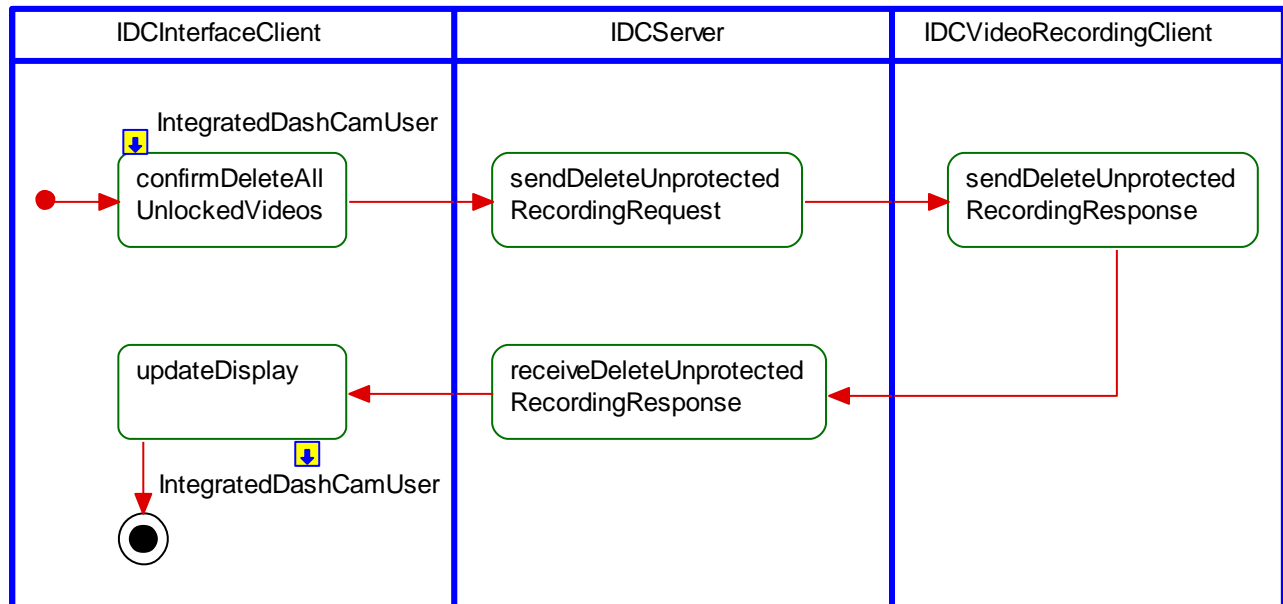 IDCInterfaceClient
IDCServer
IDCVideoRecordingClient
IntegratedDashCamUser
confirmDeleteAll
UnlockedVideos
sendDeleteUnprotected
RecordingRequest
sendDeleteUnprotected
RecordingResponse
updateDisplay
receiveDeleteUnprotected
RecordingResponse
IntegratedDashCamUser